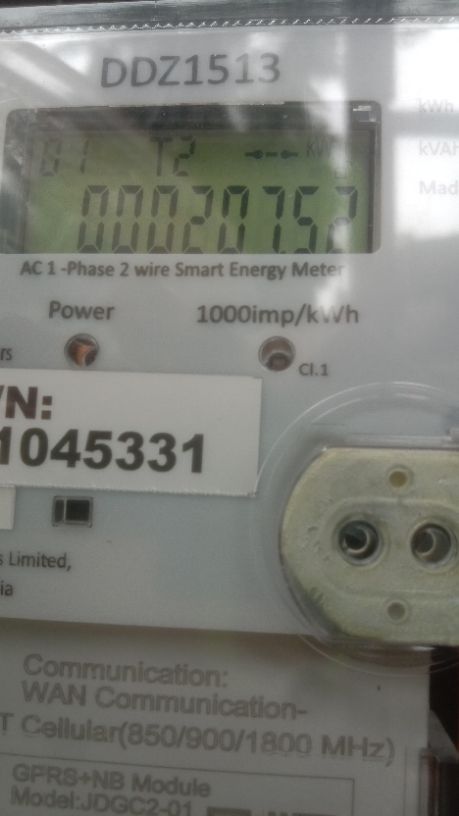 DDZ1513
kWh
01 T2 kW
000207.52
kVAh
Mad
AC 1 -Phase 2 wire Smart Energy Meter
Power 1000imp/kWh
rs
Cl.1
/N:
1045331
s Limited,
ia
Communication:
WAN Communication-
T Cellular(850/900/1800 MHz)
GPRS+NB Module
Model:JDGC2-01